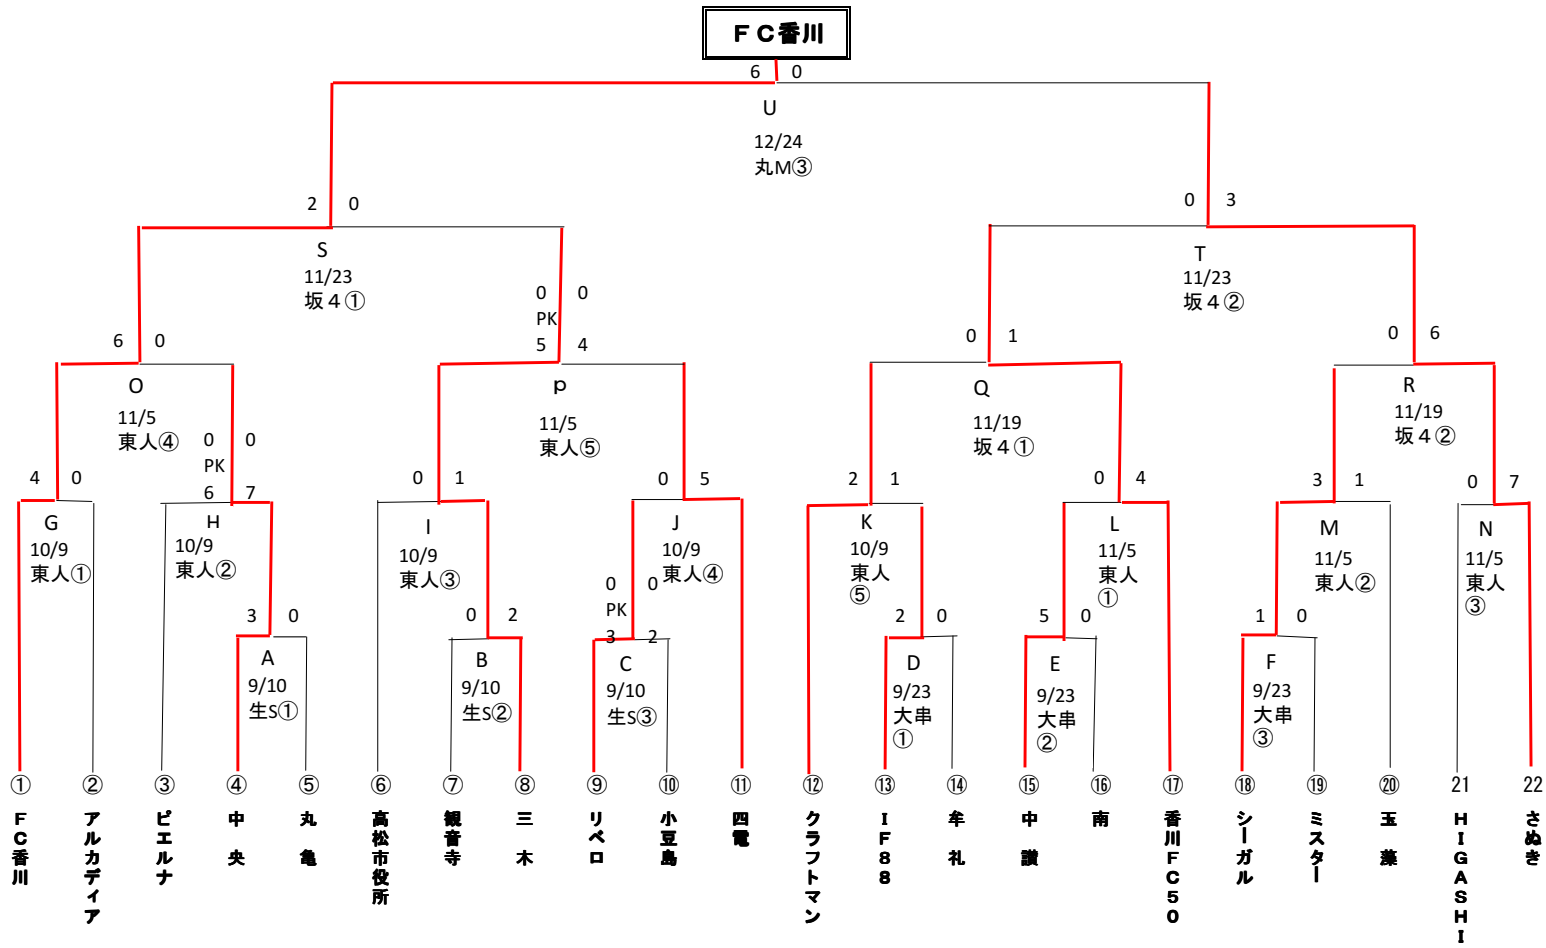 ＦＣ香川
6 0
U
12/24
丸M③
2 0
S
11/23
坂４①
0 3
T
11/23
坂４②
0 0
PK
5 4
6 0
O
11/5
東人④
p
11/5
東人⑤
0 1
Q
11/19
坂４①
0 6
R
11/19
坂４②
4 0
G
10/9
東人①
0 0
PK
6 7
H
10/9
東人②
0 1
I
10/9
東人③
0 5
J
10/9
東人④
2 1
K
10/9
東人
⑤
0 4
L
11/5
東人
①
3 1
M
11/5
東人②
0 7
N
11/5
東人
③
3 0
A
9/10
生S①
0 2
B
9/10
生S②
0 0
PK
3 2
C
9/10
生S③
2 0
D
9/23
大串
①
5 0
E
9/23
大串
②
1 0
F
9/23
大串
③
① ② ③ ④ ⑤ ⑥ ⑦ ⑧ ⑨ ⑩ ⑪ ⑫ ⑬ ⑭ ⑮ ⑯ ⑰ ⑱ ⑲ ⑳ 21 22
ＦＣ香川
アルカディア
ピエルナ
中 央
丸 亀
高松市役所
観音寺
三 木
リベロ
小豆島
四電
クラフトマン
ＩＦ８８
牟 礼
中 讃
南
香川ＦＣ５０
シーガル
ミスター
玉 藻
ＨＩＧＡＳＨＩ
さぬき